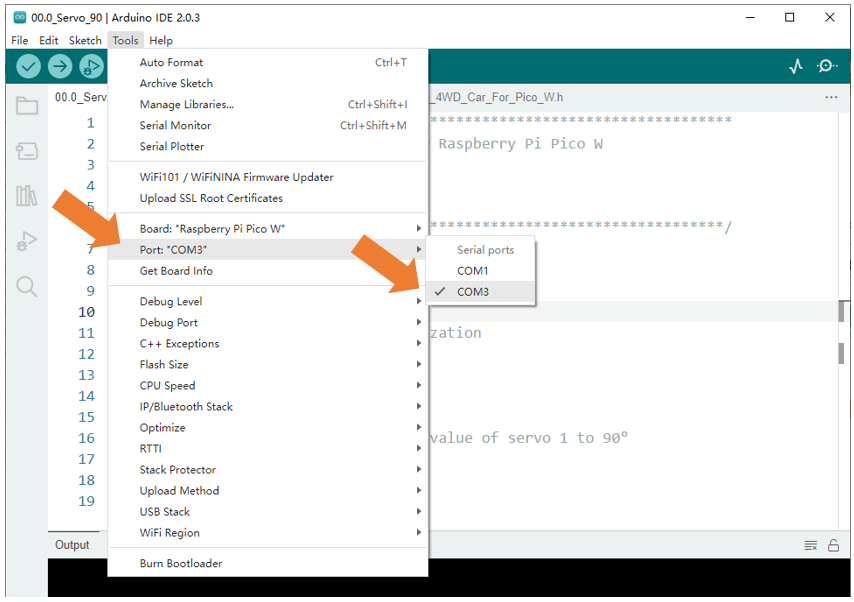 00.0_Servo_90 | Arduino IDE 2.0.3
File Edit Sketch Tools Help
00.0_Serv
_4WD_Car_For_Pico_W.h
Auto Format Ctrl+T
Archive Sketch
Manage Libraries... Ctrl+Shift+I
Serial Monitor Ctrl+Shift+M
Serial Plotter
WiFi101 / WiFiNINA Firmware Updater
Upload SSL Root Certificates
Board: "Raspberry Pi Pico W"
Port: "COM3"
Get Board Info
Debug Level
Debug Port
C++ Exceptions
Flash Size
CPU Speed
IP/Bluetooth Stack
Optimize
RTTI
Stack Protector
Upload Method
USB Stack
WiFi Region
Burn Bootloader
Serial ports
COM1
COM3
1 *********************************
2 Raspberry Pi Pico W
3
4
5
********************************/
7
8
9
10
11 zation
12
13
14
15
16 value of servo 1 to 90°
17
18
19
Output